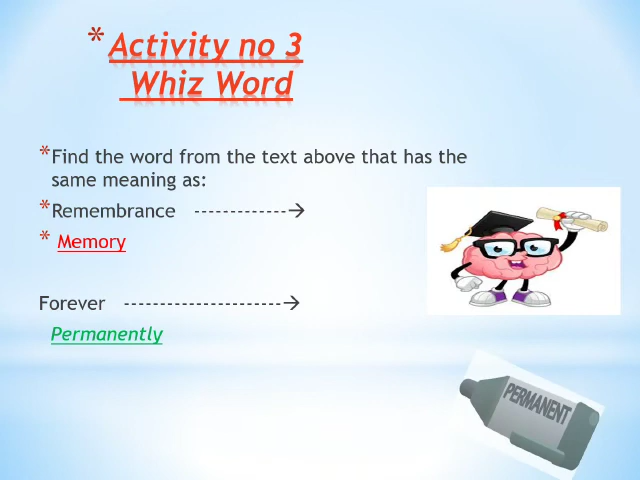 * Activity no 3
Whiz Word
* Find the word from the text above that has the
same meaning as:
* Remembrance -------------→
* Memory
Forever ----------------------→
Permanently
PERMANENT